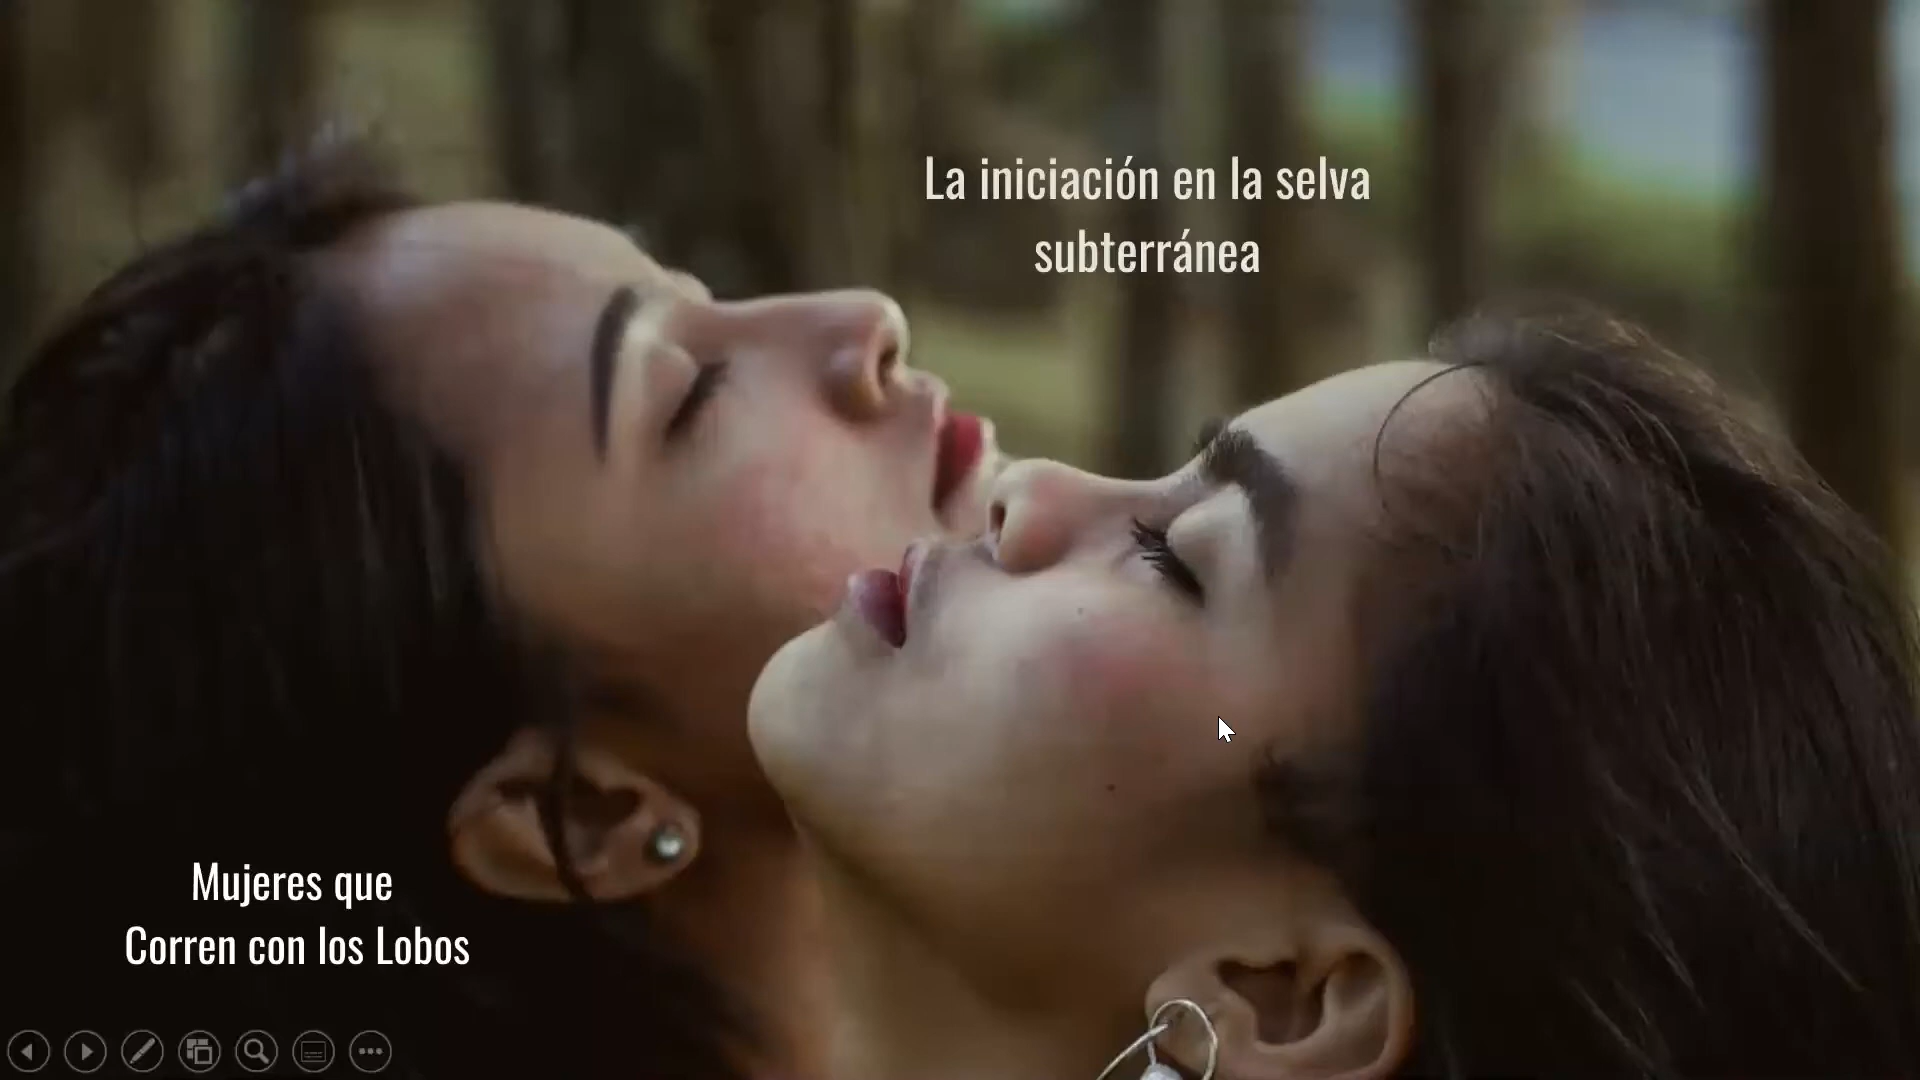 La iniciación en la selva
subterránea
Mujeres que
Corren con los Lobos